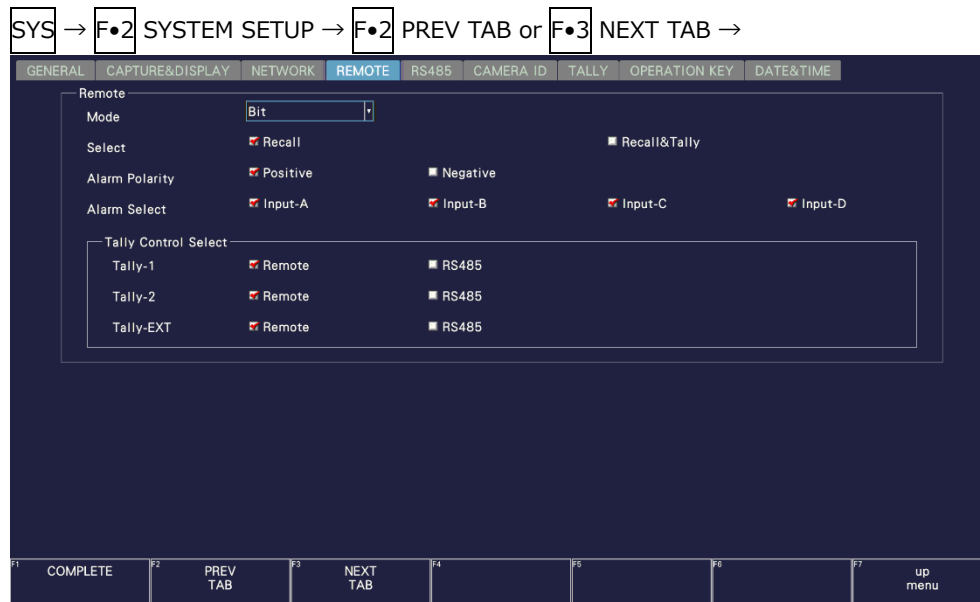 SYS → F•2 SYSTEM SETUP → F•2 PREV TAB or F•3 NEXT TAB →
GENERAL CAPTURE&DISPLAY NETWORK REMOTE RS485 CAMERA ID TALLY OPERATION KEY DATE&TIME
Remote
Mode Bit
Select Recall Recall&Tally
Alarm Polarity Positive Negative
Alarm Select Input-A Input-B Input-C Input-D
Tally Control Select
Tally-1 Remote RS485
Tally-2 Remote RS485
Tally-EXT Remote RS485
F1 COMPLETE F2 PREV TAB F3 NEXT TAB F4 F5 F6 F7 up menu